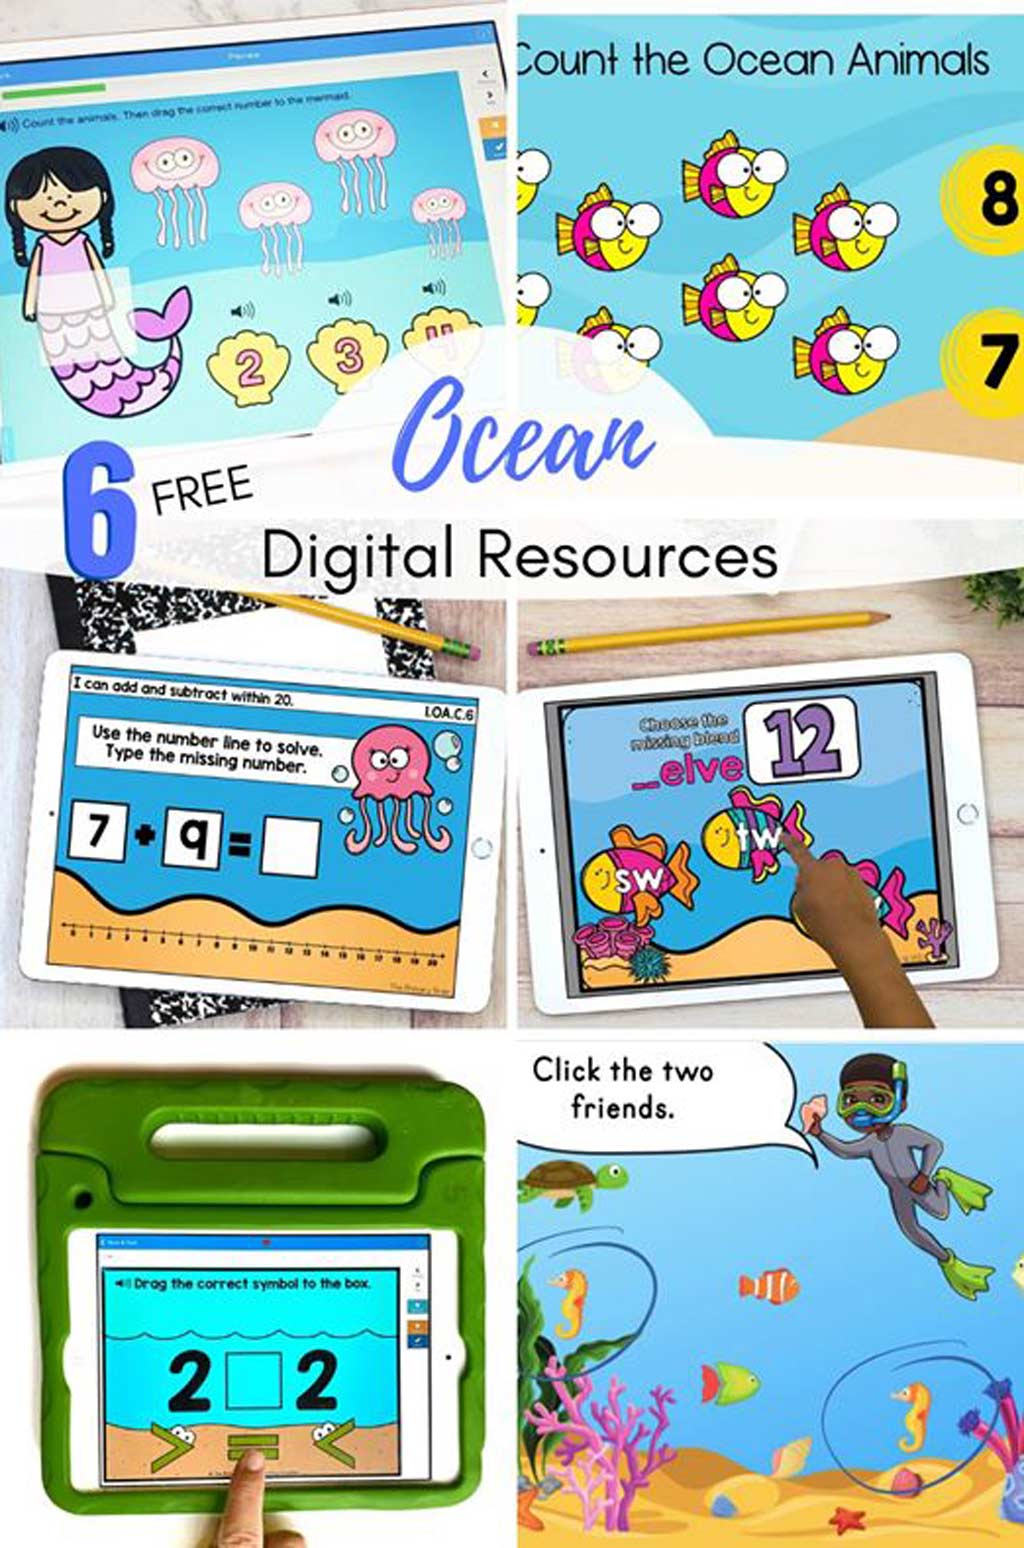 Preview
Count the animals. Then drag the correct number to the mermaid.
2
3
4
Count the Ocean Animals
8
7
6 FREE
Ocean
Digital Resources
I can add and subtract within 20.
1.OA.C.6
Use the number line to solve.
Type the missing number.
7 + 9 =
0 1 2 3 4 5 6 7 8 9 10 11 12 13 14 15 16 17 18 19 20
Choose the
missing blend
__elve
12
tw
sw
Drag the correct symbol to the box.
2 2
> = <
Click the two
friends.